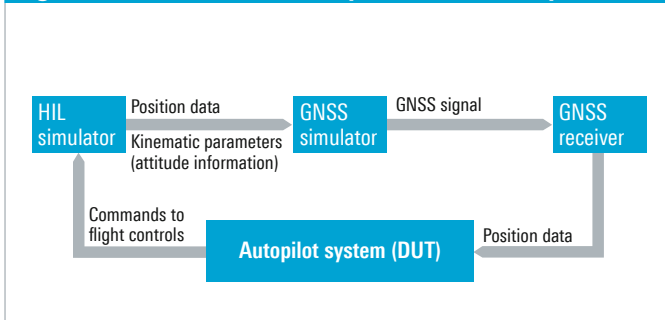 HIL
simulator
Position data
Kinematic parameters
(attitude information)
GNSS
simulator
GNSS signal
GNSS
receiver
Commands to
flight controls
Autopilot system (DUT)
Position data